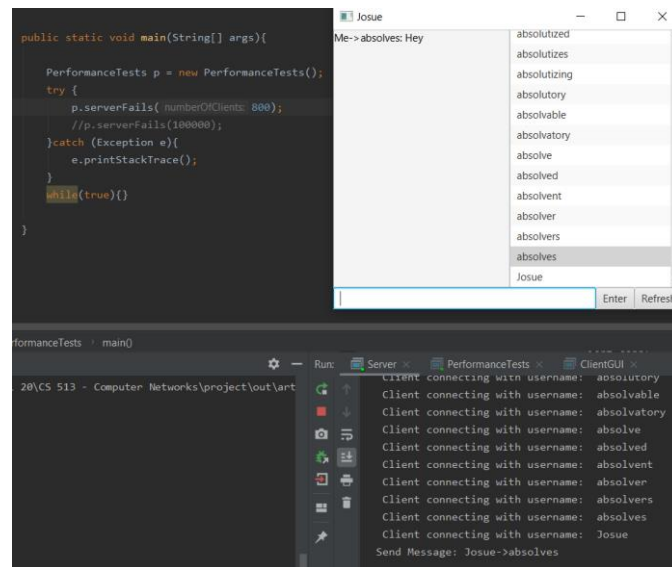 public static void main(String[] args){
PerformanceTests p = new PerformanceTests();
try {
p.serverFails( numberOfClients: 800);
//p.serverFails(100000);
}catch (Exception e){
e.printStackTrace();
}
while(true){}
}
Josue
Me->absolves: Hey
absolutized
absolutizes
absolutizing
absolutory
absolvable
absolvatory
absolve
absolved
absolvent
absolver
absolvers
absolves
Josue
Enter
Refresh
rformanceTests > main()
Run: Server PerformanceTests ClientGUI
20\CS 513 - Computer Networks\project\out\art
Client connecting with username: absolutory
Client connecting with username: absolvable
Client connecting with username: absolvatory
Client connecting with username: absolve
Client connecting with username: absolved
Client connecting with username: absolvent
Client connecting with username: absolver
Client connecting with username: absolvers
Client connecting with username: absolves
Client connecting with username: Josue
Send Message: Josue->absolves